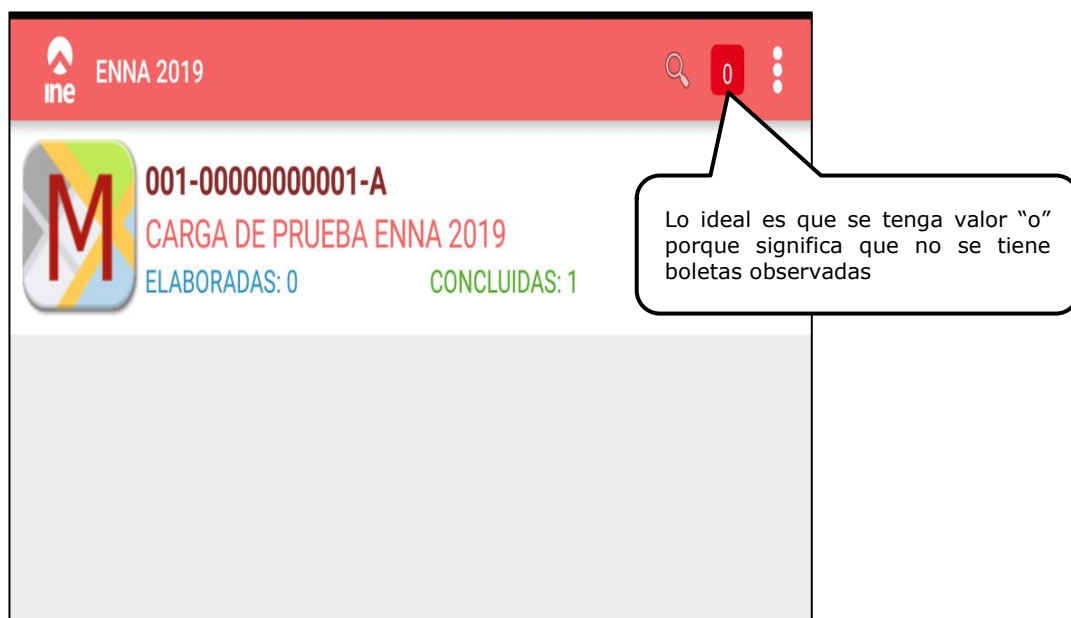 ine
ENNA 2019
0
M
001-00000000001-A
CARGA DE PRUEBA ENNA 2019
ELABORADAS: 0 CONCLUIDAS: 1
Lo ideal es que se tenga valor “o”
porque significa que no se tiene
boletas observadas